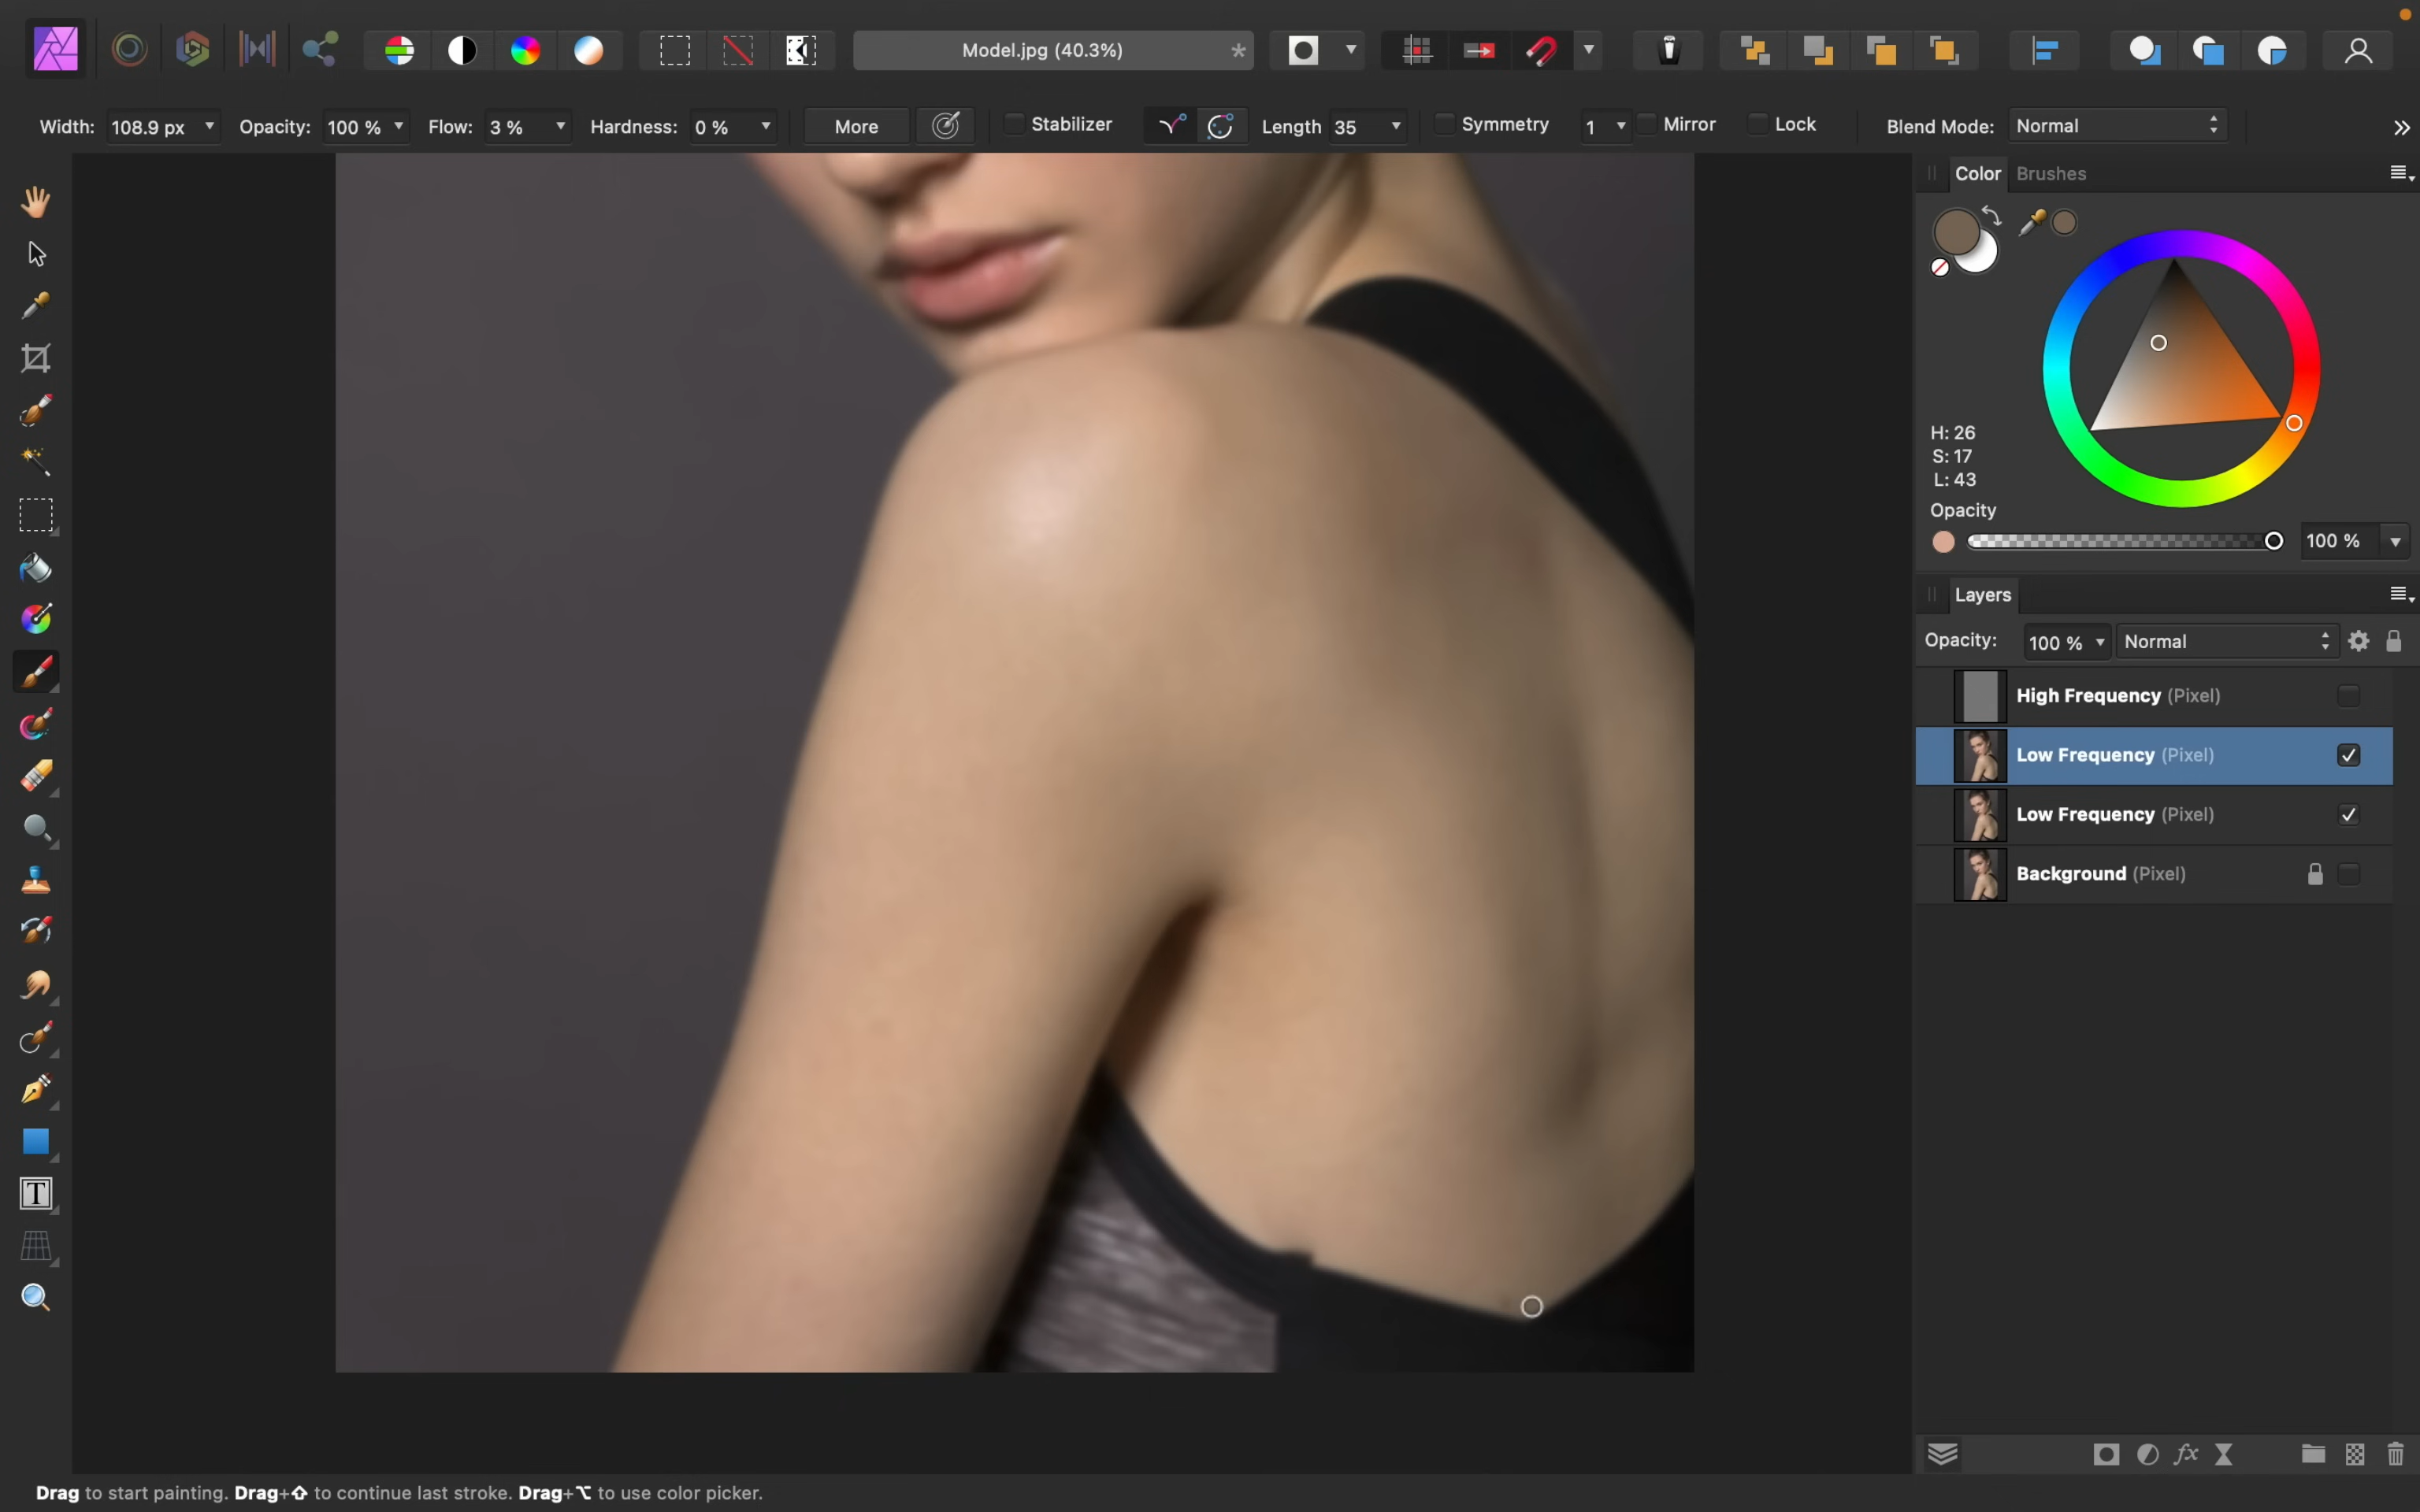 Model.jpg (40.3%) *
Width: 108.9 px Opacity: 100 % Flow: 3 % Hardness: 0 % More Stabilizer Length 35 Symmetry 1 Mirror Lock Blend Mode: Normal
Color Brushes
H: 26
S: 17
L: 43
Opacity
100 %
Layers
Opacity: 100 % Normal
High Frequency (Pixel)
Low Frequency (Pixel)
Low Frequency (Pixel)
Background (Pixel)
T
fx
Drag to start painting. Drag+⇧ to continue last stroke. Drag+⌥ to use color picker.